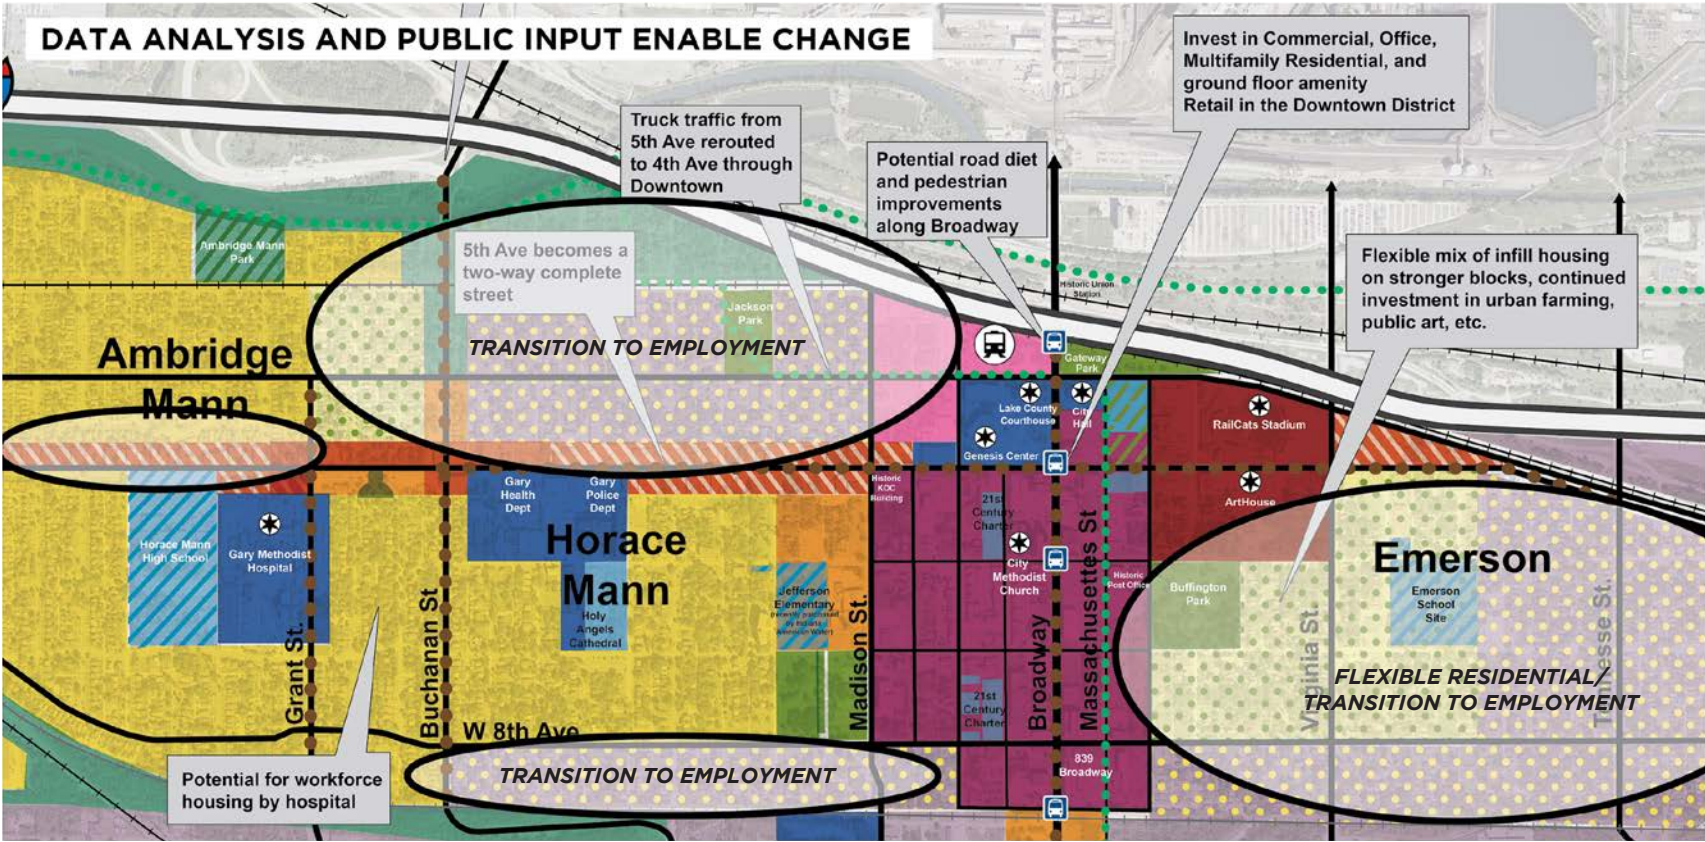 DATA ANALYSIS AND PUBLIC INPUT ENABLE CHANGE
Invest in Commercial, Office,
Multifamily Residential, and
ground floor amenity
Retail in the Downtown District
Truck traffic from
5th Ave rerouted
to 4th Ave through
Downtown
Potential road diet
and pedestrian
improvements
along Broadway
5th Ave becomes a
two-way complete
street
Flexible mix of infill housing
on stronger blocks, continued
investment in urban farming,
public art, etc.
Ambridge Mann
Park
Historic Union
Station
Jackson
Park
TRANSITION TO EMPLOYMENT
Ambridge
Mann
Gateway
Park
Lake County
Courthouse
City
Hall
RailCats Stadium
Genesis Center
Gary
Health
Dept
Gary
Police
Dept
Historic
KOC
Building
21st
Century
Charter
ArtHouse
Horace Mann
High School
Gary Methodist
Hospital
Horace
Mann
City
Methodist
Church
Historic
Post Office
Emerson
Buffington
Park
Emerson
School
Site
Jefferson
Elementary
(recently purchased
by Indiana
American Water)
Holy
Angels
Cathedral
Grant St.
Buchanan St
Madison St.
Broadway
Massachusettes St
Virginia St.
FLEXIBLE RESIDENTIAL/
TRANSITION TO EMPLOYMENT
21st
Century
Charter
W 8th Ave
Potential for workforce
housing by hospital
TRANSITION TO EMPLOYMENT
839
Broadway